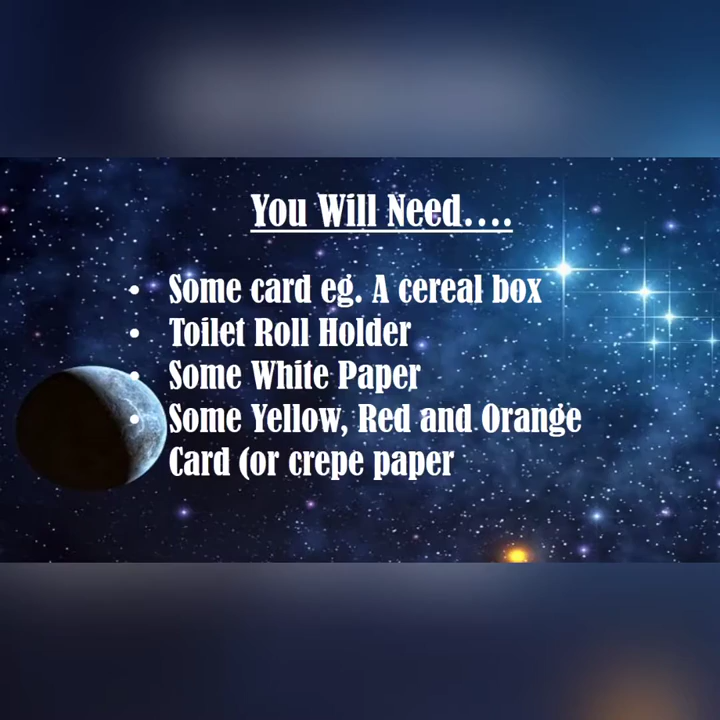 You Will Need....
• Some card eg. A cereal box
• Toilet Roll Holder
• Some White Paper
• Some Yellow, Red and Orange
Card (or crepe paper